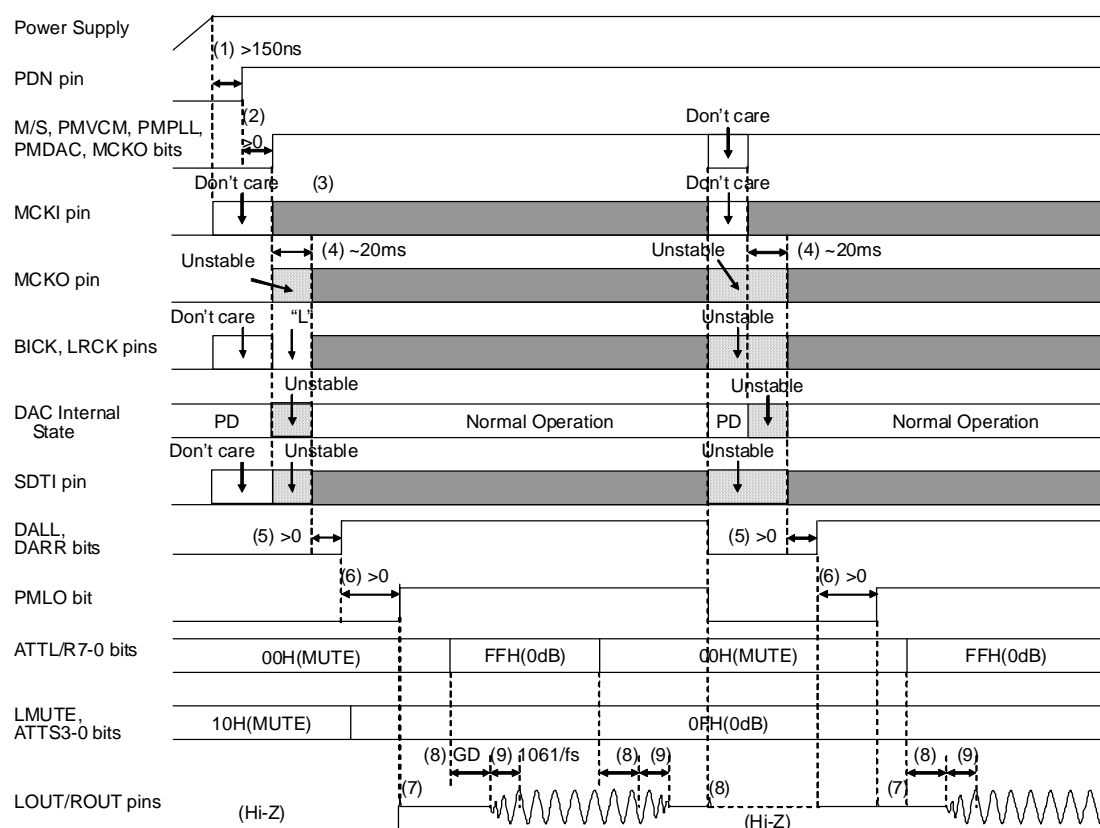 Power Supply
(1) >150ns
PDN pin
(2)
M/S, PMVCM, PMPLL,
PMDAC, MCKO bits
>0
Don't care
Don't care
(3)
Don't care
MCKI pin
(4) ~20ms
Unstable
(4) ~20ms
Unstable
MCKO pin
Don't care
"L"
Unstable
BICK, LRCK pins
Unstable
Unstable
DAC Internal
State
PD
Normal Operation
PD
Normal Operation
Don't care
Unstable
Unstable
SDTI pin
DALL,
DARR bits
(5) >0
(5) >0
(6) >0
(6) >0
PMLO bit
ATTL/R7-0 bits
00H(MUTE)
FFH(0dB)
00H(MUTE)
FFH(0dB)
LMUTE,
ATTS3-0 bits
10H(MUTE)
0FH(0dB)
(8) GD
(9) 1061/fs
(8)
(9)
(8)
(9)
(7)
(8)
(7)
LOUT/ROUT pins
(Hi-Z)
(Hi-Z)